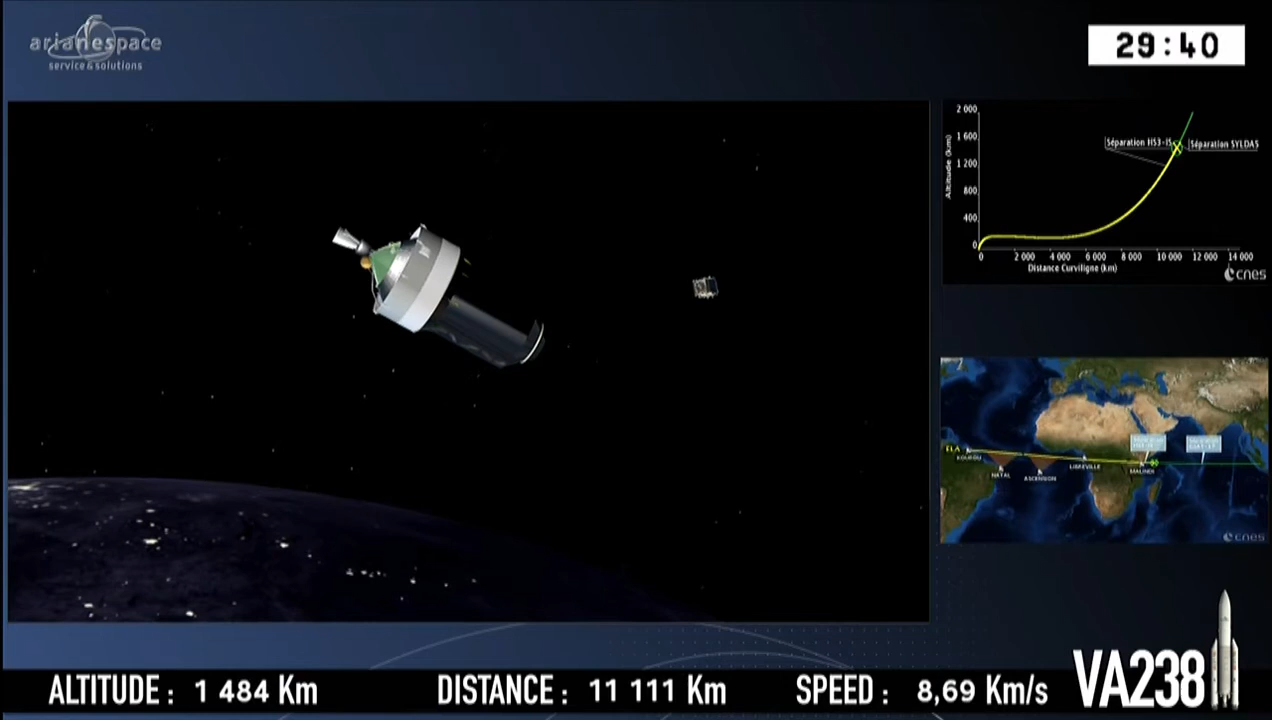 arianespace
service & solutions
29:40
2 000
1 600
1 200
800
400
0
Altitude (km)
Séparation HS3-IS
Séparation SYLDA5
0 2 000 4 000 6 000 8 000 10 000 12 000 14 000
Distance Curviligne (km)
cnes
KOUROU
NATAL
ASCENSION
LIBREVILLE
MALINDI
cnes
VA238
ALTITUDE : 1 484 Km
DISTANCE : 11 111 Km
SPEED : 8,69 Km/s